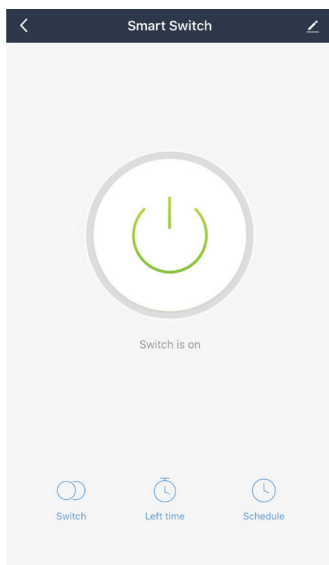 Smart Switch
Switch is on
Switch
Left time
Schedule